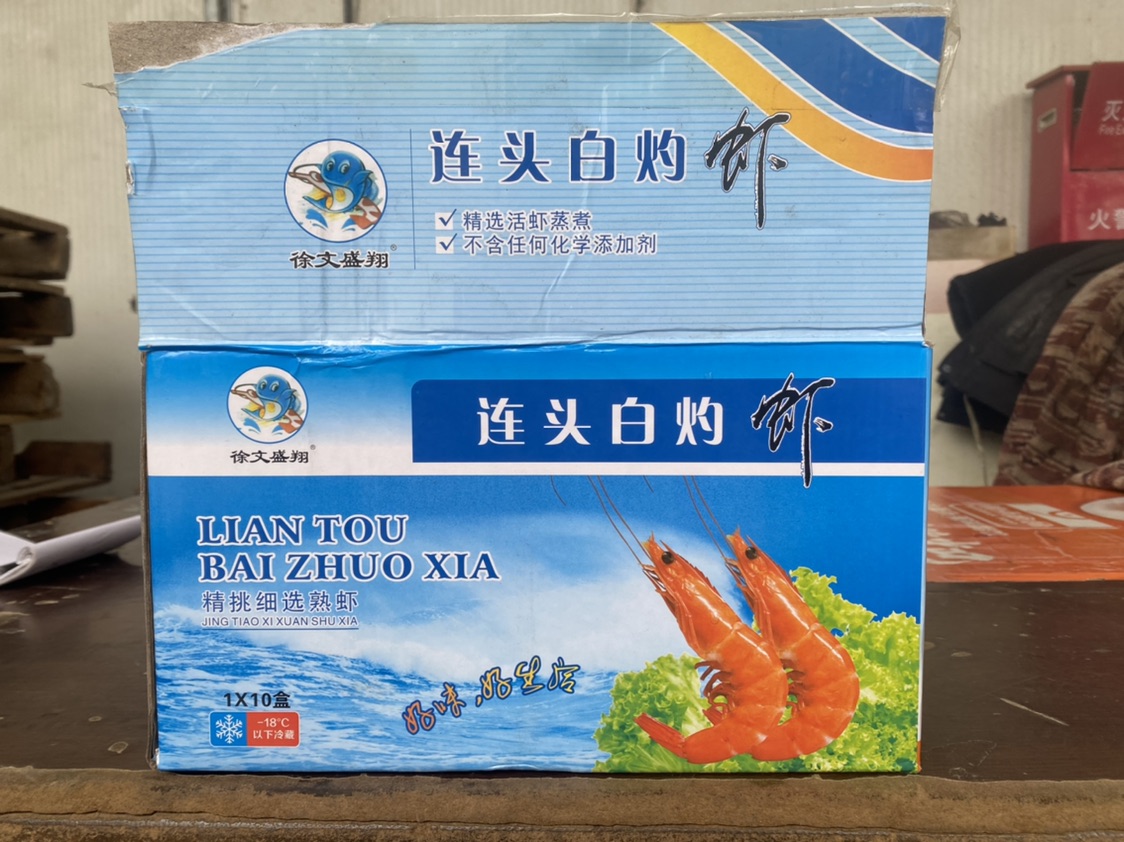 连头白灼虾
精选活虾蒸煮
不含任何化学添加剂
徐文盛翔®
连头白灼虾
徐文盛翔®
LIAN TOU
BAI ZHUO XIA
精挑细选熟虾
JING TIAO XI XUAN SHU XIA
好味,好生活
1X10盒
-18°C
以下冷藏
灭
火警